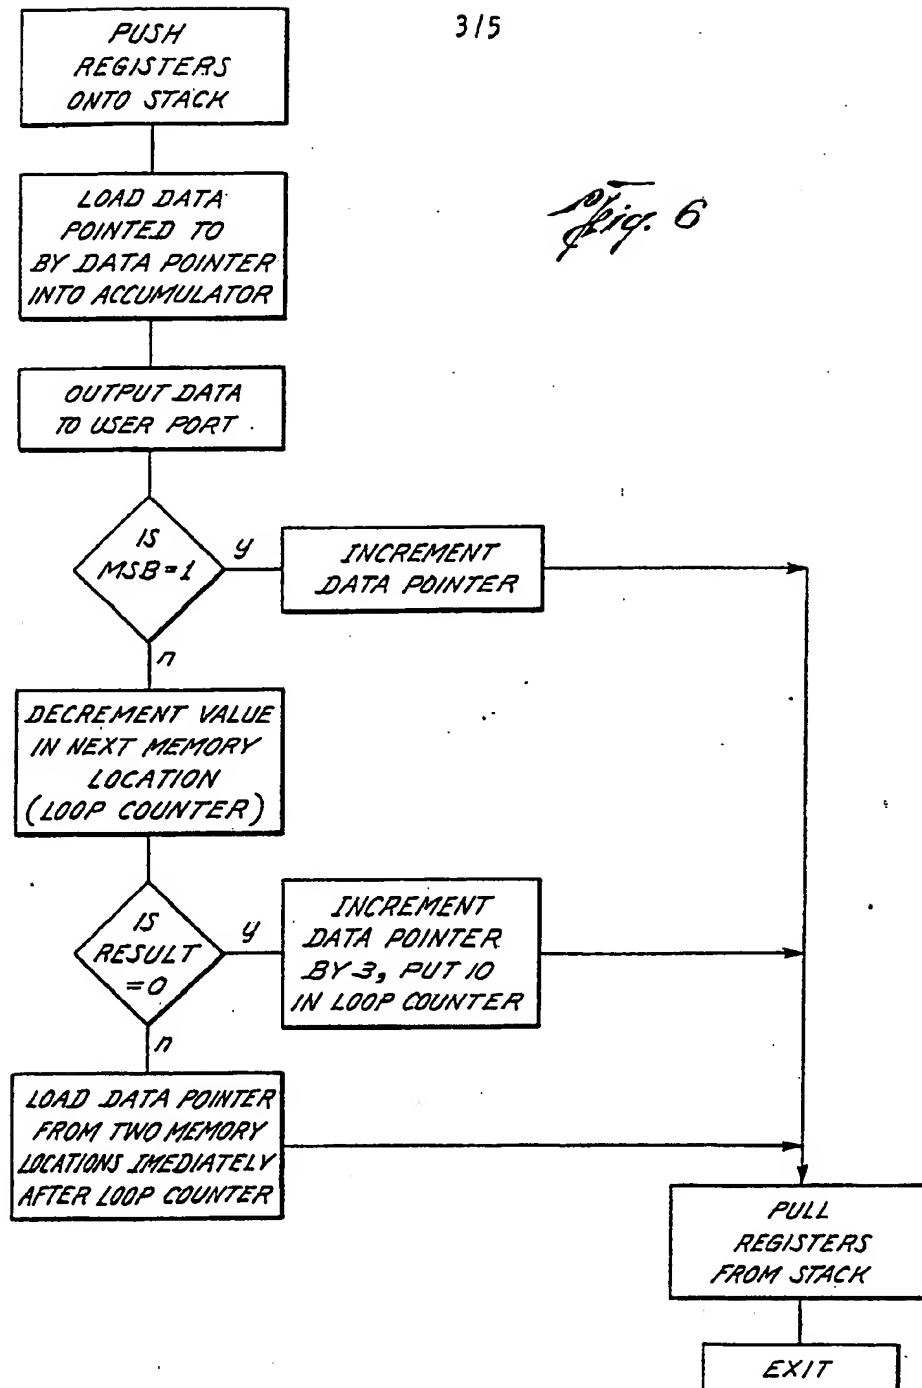 3/5
PUSH
REGISTERS
ONTO STACK
Fig. 6
LOAD DATA
POINTED TO
BY DATA POINTER
INTO ACCUMULATOR
OUTPUT DATA
TO USER PORT
IS
MSB=1
y
INCREMENT
DATA POINTER
n
DECREMENT VALUE
IN NEXT MEMORY
LOCATION
(LOOP COUNTER)
IS
RESULT
=0
y
INCREMENT
DATA POINTER
BY 3, PUT 10
IN LOOP COUNTER
n
LOAD DATA POINTER
FROM TWO MEMORY
LOCATIONS IMEDIATELY
AFTER LOOP COUNTER
PULL
REGISTERS
FROM STACK
EXIT